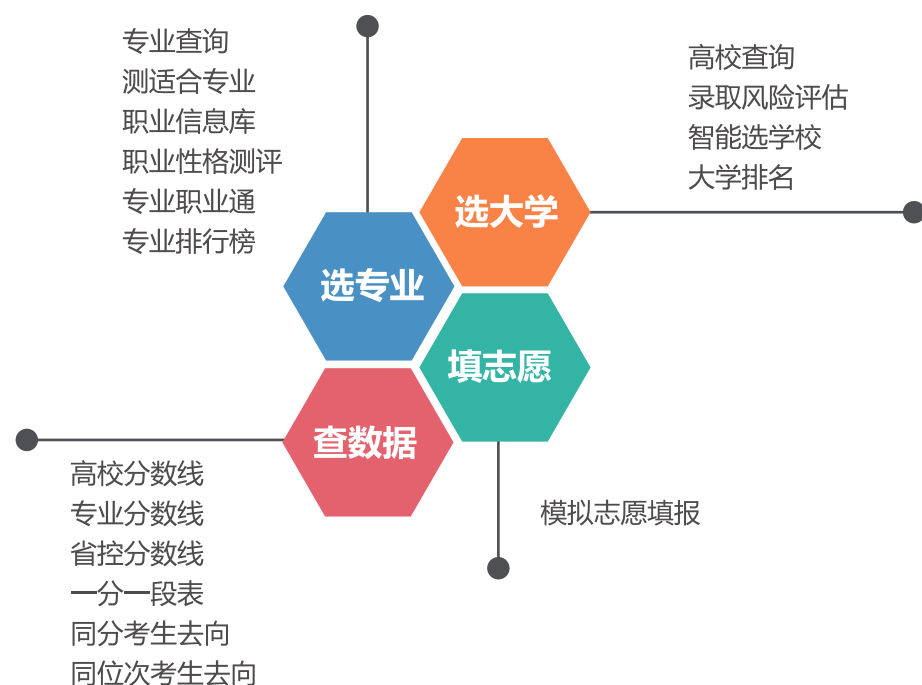 专业查询
测适合专业
职业信息库
职业性格测评
专业职业通
专业排行榜
高校查询
录取风险评估
智能选学校
大学排名
选大学
选专业
填志愿
查数据
高校分数线
专业分数线
省控分数线
一分一段表
同分考生去向
同位次考生去向
模拟志愿填报